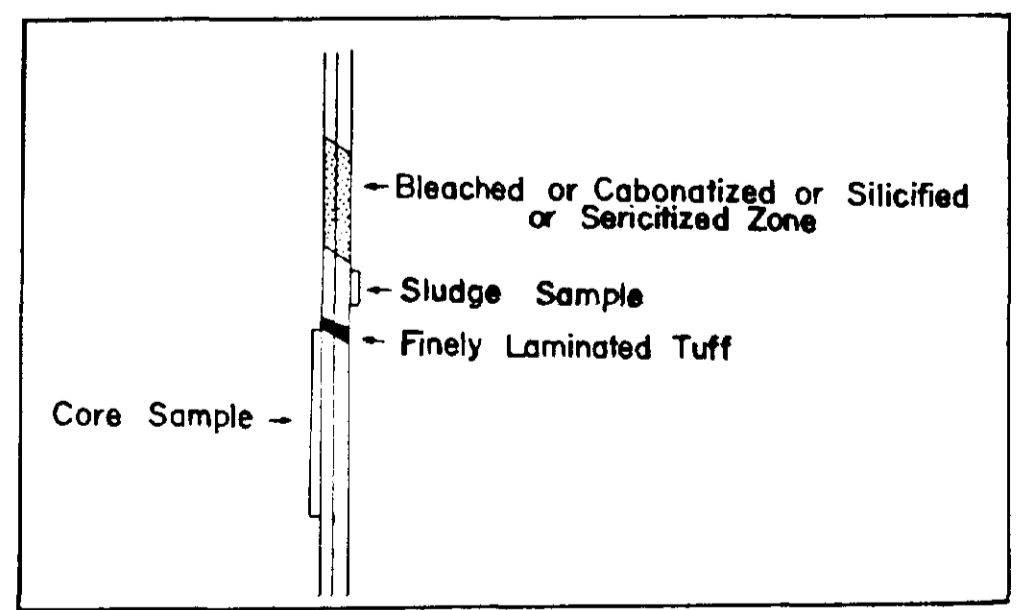 Bleached or Cabonatized or Silicified
or Sericitized Zone
Sludge Sample
Finely Laminated Tuff
Core Sample